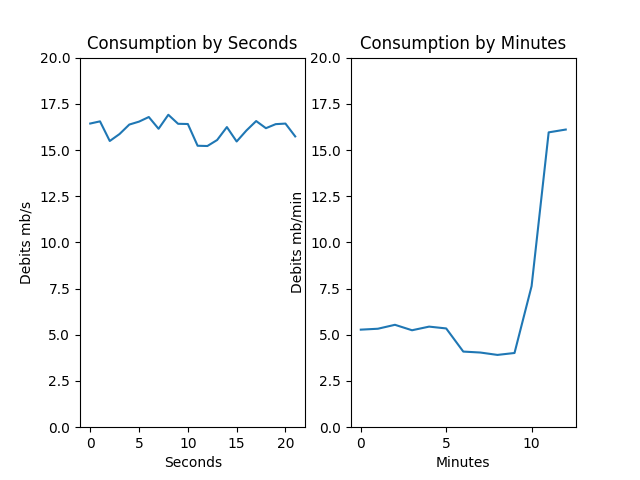 Consumption by Seconds
20.0
17.5
15.0
12.5
10.0
7.5
5.0
2.5
0.0
Debits mb/s
0 5 10 15 20
Seconds
Consumption by Minutes
20.0
17.5
15.0
12.5
10.0
7.5
5.0
2.5
0.0
Debits mb/min
0 5 10
Minutes